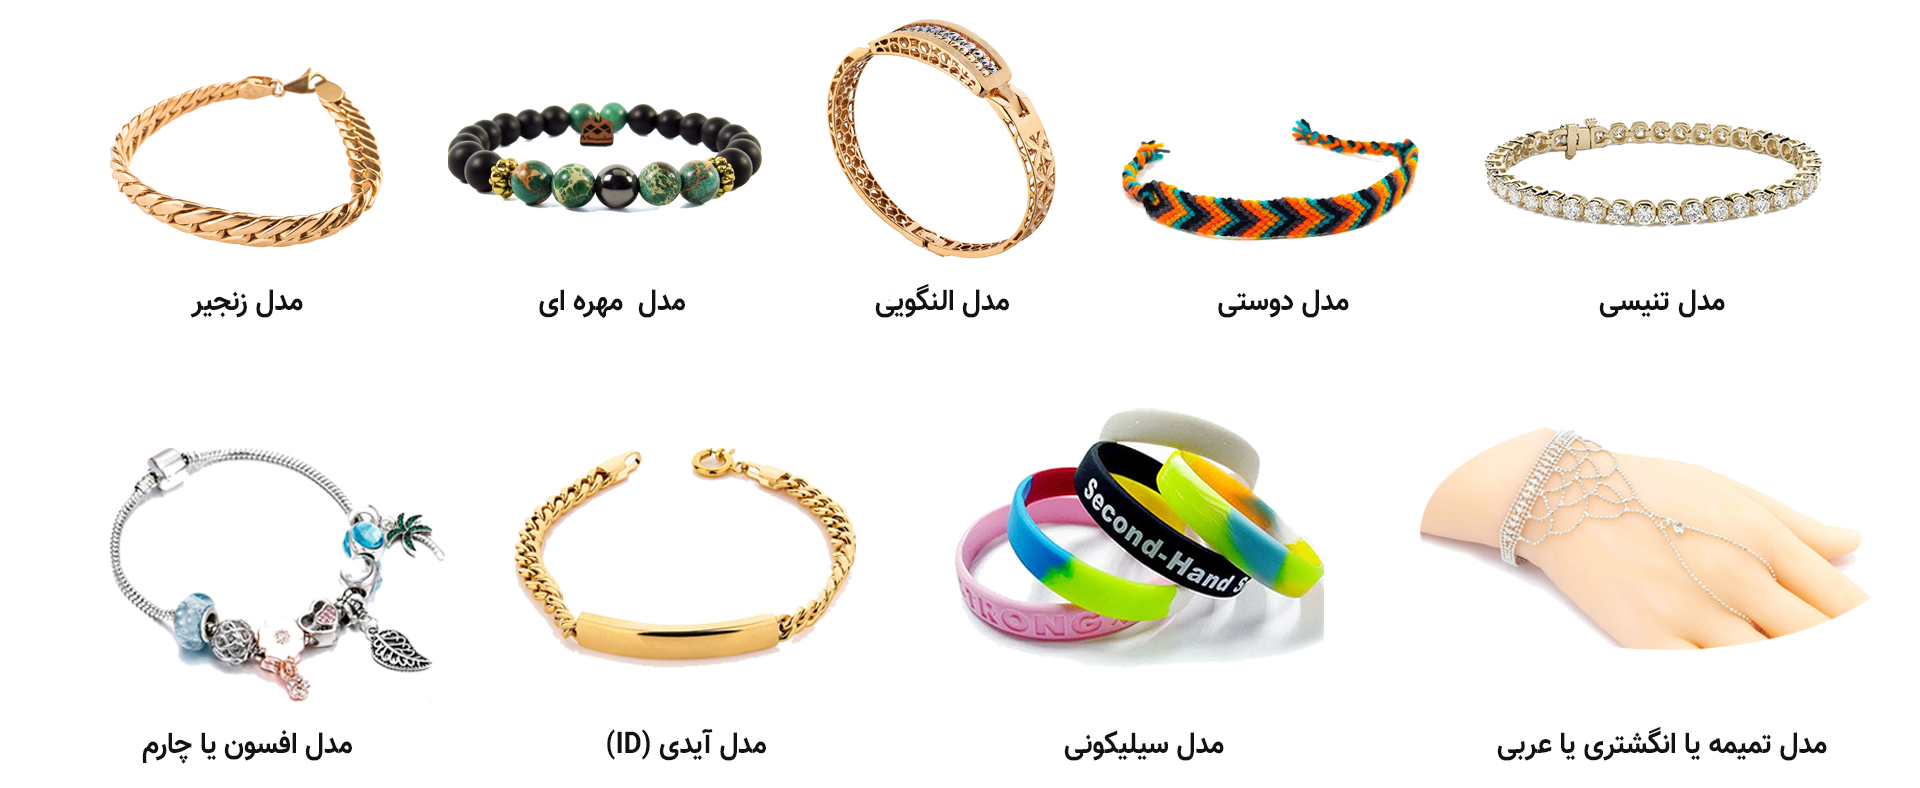 مدل تنیسی
مدل دوستی
مدل النگویی
مدل مهره ای
مدل زنجیر
Second-Hand S
TRONG
مدل تمیمه یا انگشتری یا عربی
مدل سیلیکونی
مدل آیدی (ID)
مدل افسون یا چارم